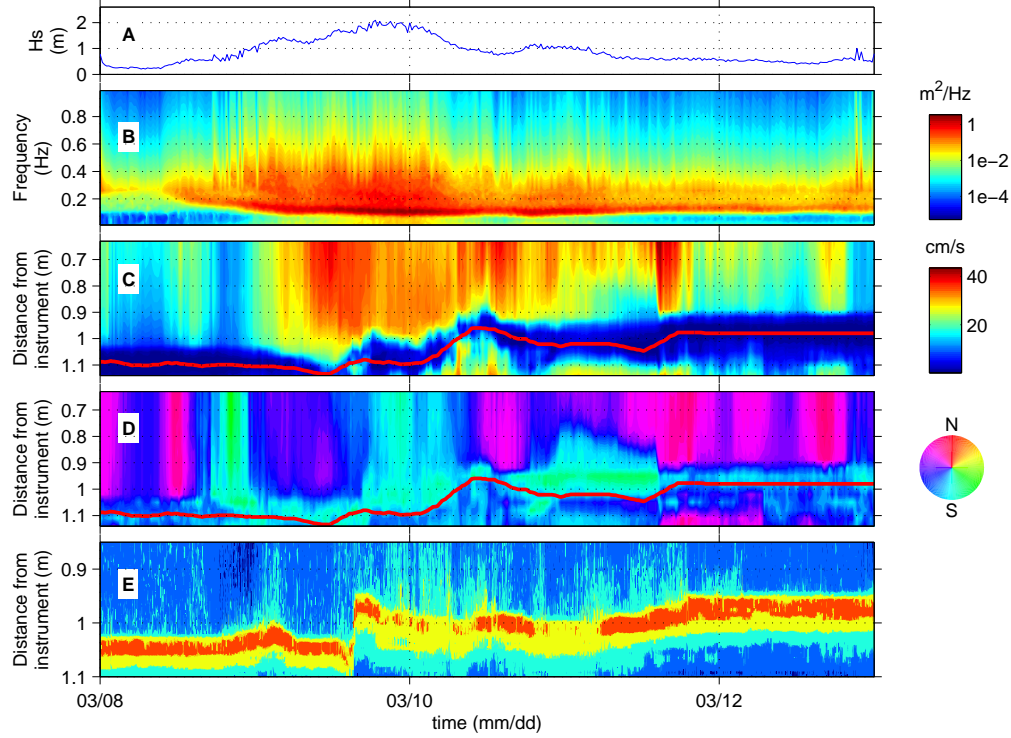 A
Hs
(m)
2
1
0
B
Frequency
(Hz)
0.8
0.6
0.4
0.2
m²/Hz
1
1e−2
1e−4
C
Distance from
instrument (m)
0.7
0.8
0.9
1
1.1
cm/s
40
20
D
Distance from
instrument (m)
0.7
0.8
0.9
1
1.1
N
S
E
Distance from
instrument (m)
0.9
1
1.1
03/08
03/10
03/12
time (mm/dd)